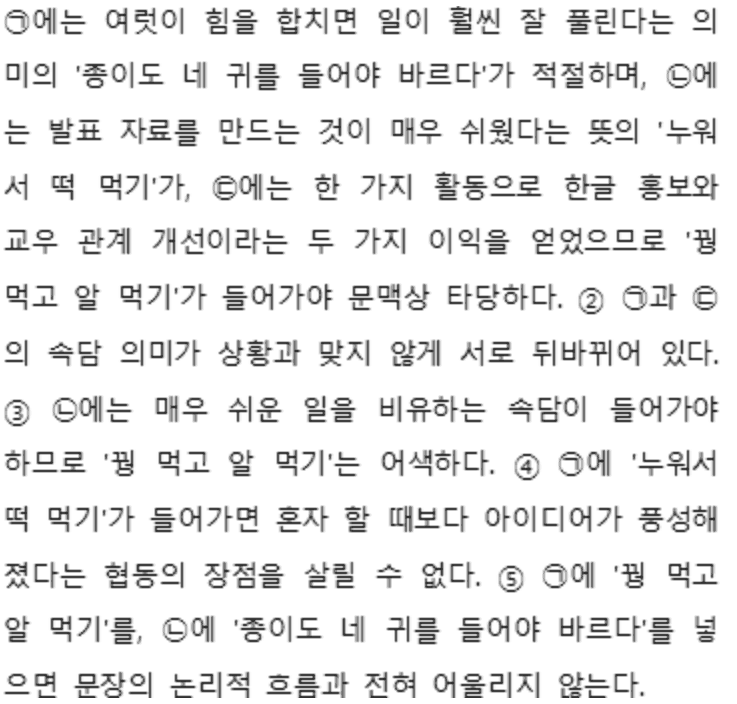 ㉠에는 여럿이 힘을 합치면 일이 훨씬 잘 풀린다는 의
미의 '종이도 네 귀를 들어야 바르다'가 적절하며, ㉡에
는 발표 자료를 만드는 것이 매우 쉬웠다는 뜻의 '누워
서 떡 먹기'가, ㉢에는 한 가지 활동으로 한글 홍보와
교우 관계 개선이라는 두 가지 이익을 얻었으므로 '꿩
먹고 알 먹기'가 들어가야 문맥상 타당하다. ② ㉠과 ㉢
의 속담 의미가 상황과 맞지 않게 서로 뒤바뀌어 있다.
③ ㉡에는 매우 쉬운 일을 비유하는 속담이 들어가야
하므로 '꿩 먹고 알 먹기'는 어색하다. ④ ㉠에 '누워서
떡 먹기'가 들어가면 혼자 할 때보다 아이디어가 풍성해
졌다는 협동의 장점을 살릴 수 없다. ⑤ ㉠에 '꿩 먹고
알 먹기'를, ㉡에 '종이도 네 귀를 들어야 바르다'를 넣
으면 문장의 논리적 흐름과 전혀 어울리지 않는다.